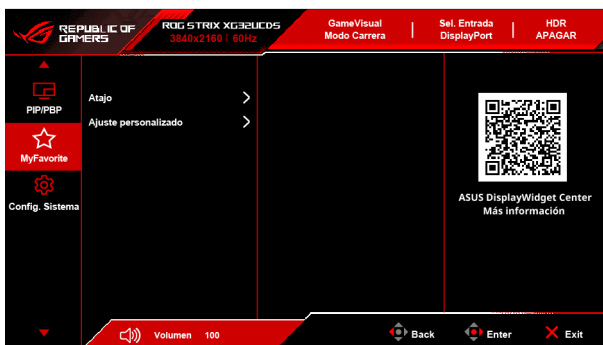 REPUBLIC OF
GAMERS
ROG STRIX XG32UCDS
3840x2160 | 60Hz
GameVisual
Modo Carrera
Sel. Entrada
DisplayPort
HDR
APAGAR
PIP/PBP
MyFavorite
Config. Sistema
Atajo
Ajuste personalizado
ASUS DisplayWidget Center
Más información
Volumen 100
Back
Enter
Exit